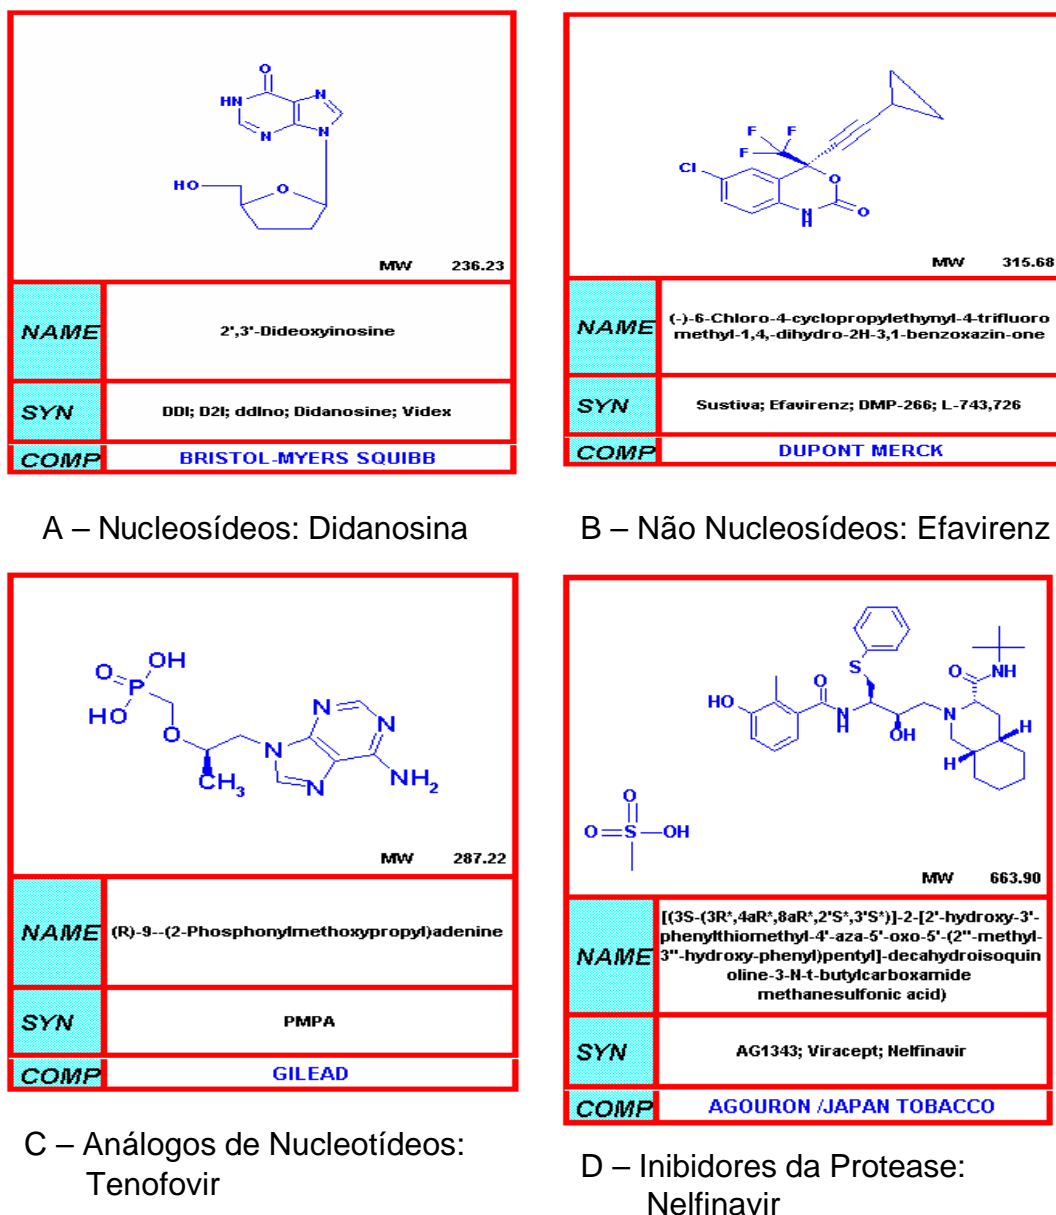 O
HN
N
N
N
HO
O
MW 236.23
NAME
2',3'-Dideoxyinosine
SYN
DDI; D2I; ddIno; Didanosine; Videx
COMP
BRISTOL-MYERS SQUIBB
A – Nucleosídeos: Didanosina
F
F
F
Cl
O
N
H
O
MW 315.68
NAME
(-)-6-Chloro-4-cyclopropylethynyl-4-trifluoro
methyl-1,4,-dihydro-2H-3,1-benzoxazin-one
SYN
Sustiva; Efavirenz; DMP-266; L-743,726
COMP
DUPONT MERCK
B – Não Nucleosídeos: Efavirenz
OH
O
P
HO
O
CH3
N
N
N
N
NH2
MW 287.22
NAME
(R)-9--(2-Phosphonylmethoxypropyl)adenine
SYN
PMPA
COMP
GILEAD
C – Análogos de Nucleotídeos:
Tenofovir
S
O
NH
HO
O
N
H
OH
N
H
H
O
O=S–OH
MW 663.90
NAME
[(3S-(3R*,4aR*,8aR*,2'S*,3'S*)]-2-[2'-hydroxy-3'-
phenylthiomethyl-4'-aza-5'-oxo-5'-(2''-methyl-
3''-hydroxy-phenyl)pentyl]-decahydroisoquin
oline-3-N-t-butylcarboxamide
methanesulfonic acid)
SYN
AG1343; Viracept; Nelfinavir
COMP
AGOURON /JAPAN TOBACCO
D – Inibidores da Protease:
Nelfinavir